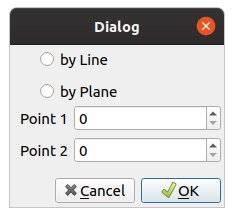 Dialog
by Line
by Plane
Point 1 0
Point 2 0
Cancel OK